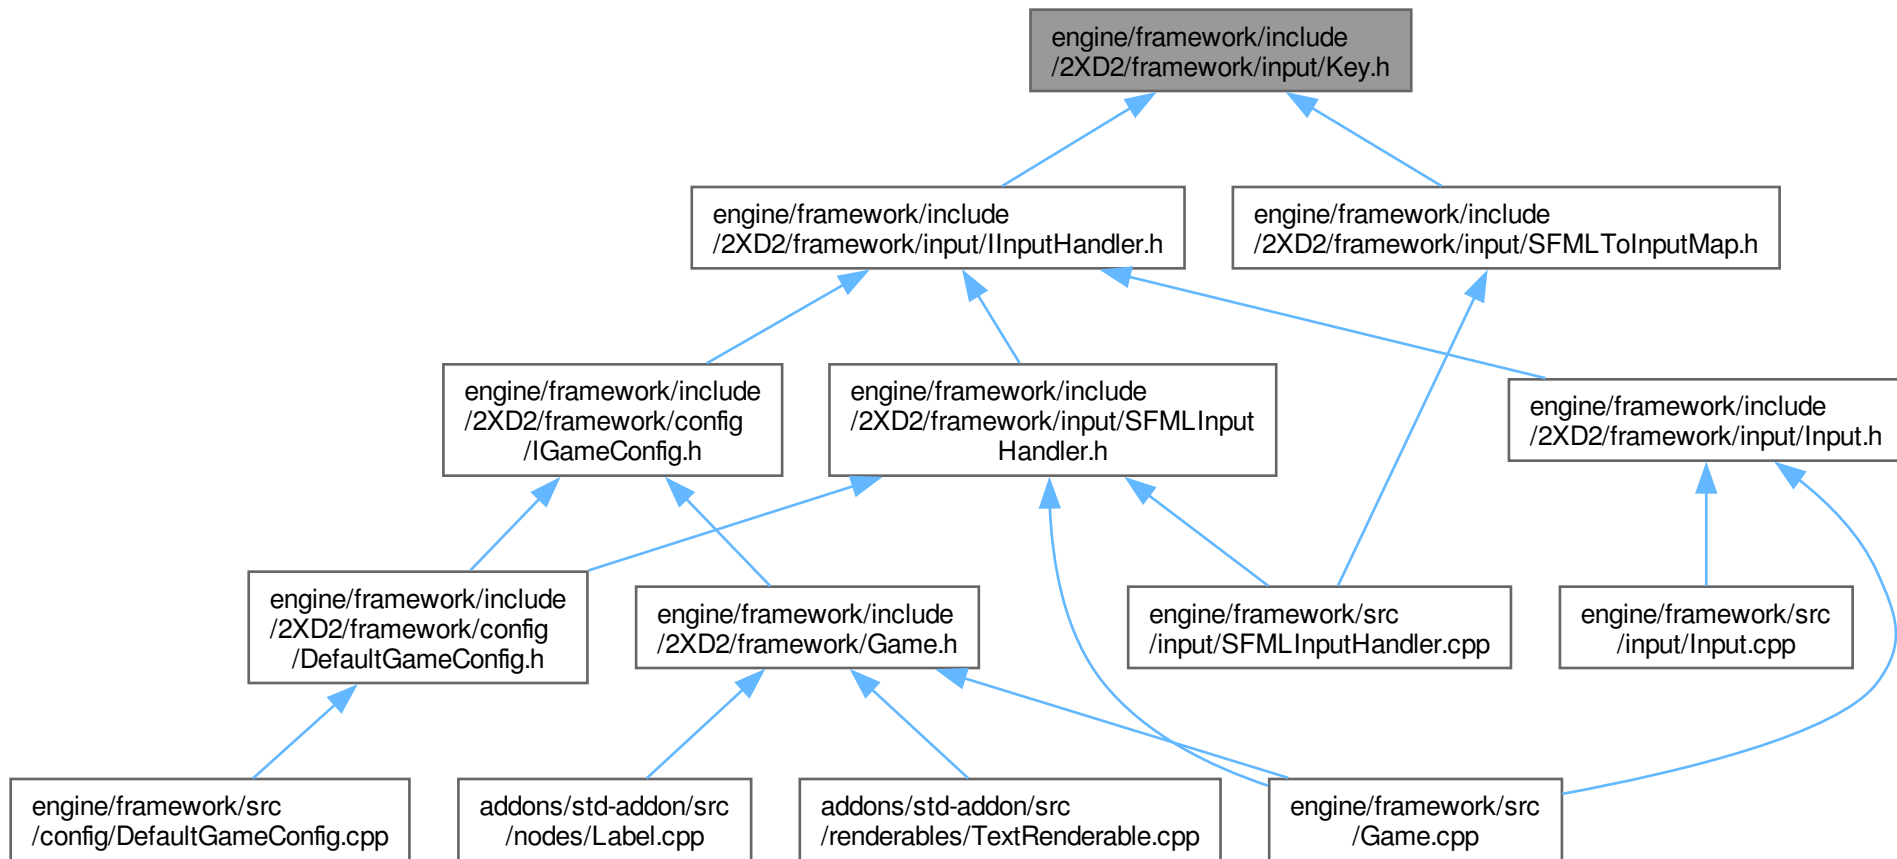 engine/framework/include
/2XD2/framework/input/Key.h
engine/framework/include
/2XD2/framework/input/IInputHandler.h
engine/framework/include
/2XD2/framework/input/SFMLToInputMap.h
engine/framework/include
/2XD2/framework/config
/IGameConfig.h
engine/framework/include
/2XD2/framework/input/SFMLInput
Handler.h
engine/framework/include
/2XD2/framework/input/Input.h
engine/framework/include
/2XD2/framework/config
/DefaultGameConfig.h
engine/framework/include
/2XD2/framework/Game.h
engine/framework/src
/input/SFMLInputHandler.cpp
engine/framework/src
/input/Input.cpp
engine/framework/src
/config/DefaultGameConfig.cpp
addons/std-addon/src
/nodes/Label.cpp
addons/std-addon/src
/renderables/TextRenderable.cpp
engine/framework/src
/Game.cpp